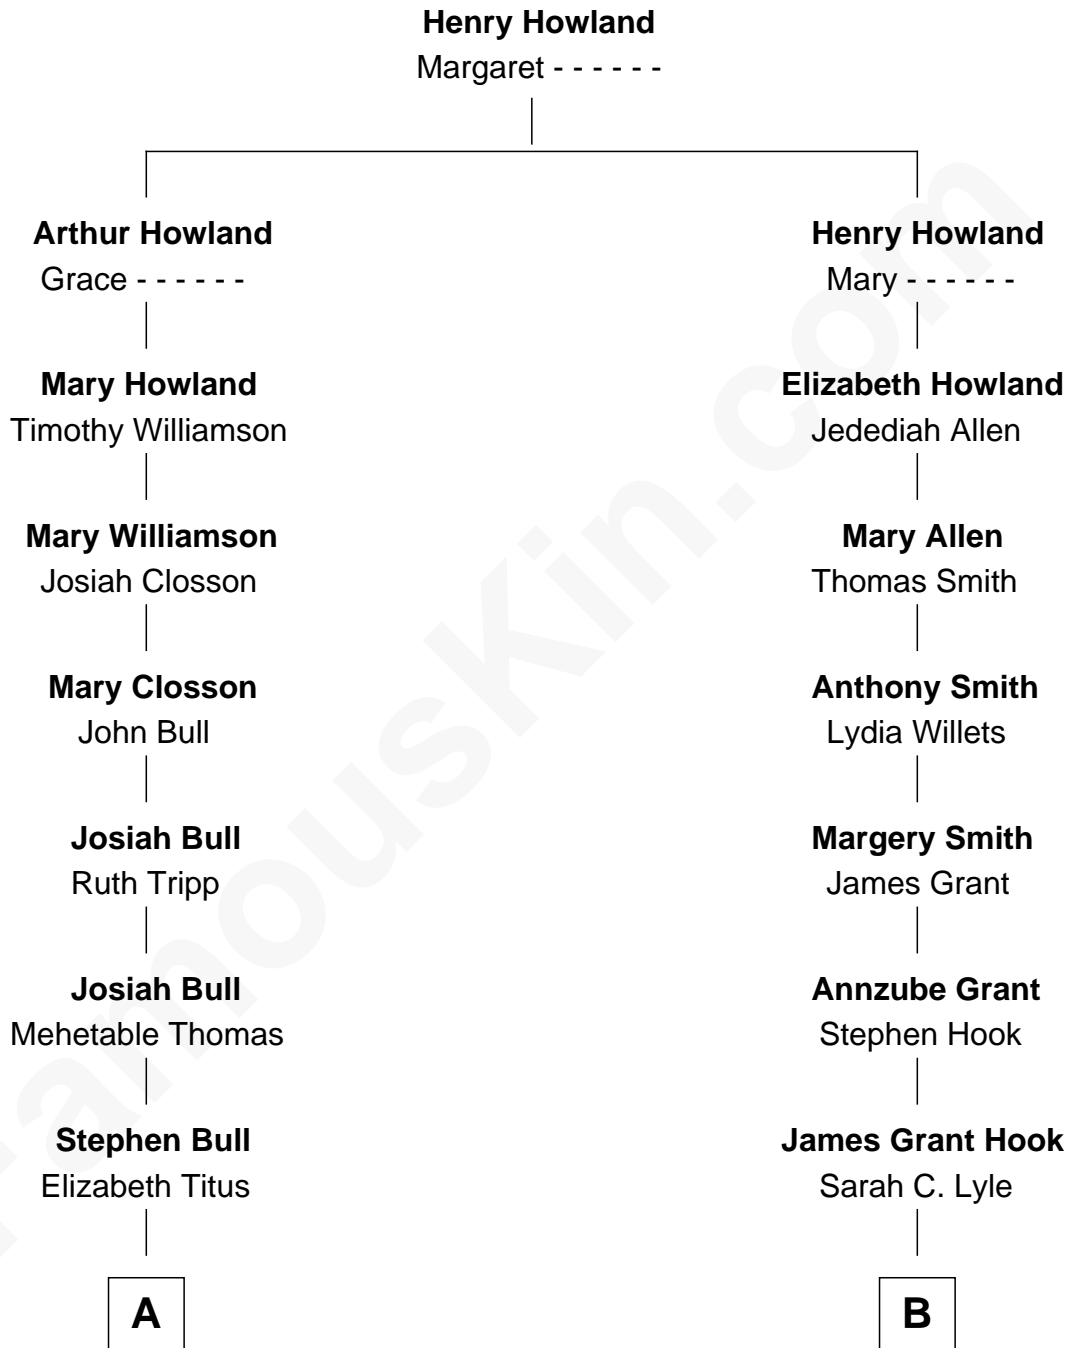 Henry Howland
Margaret - - - - - -
Arthur Howland
Grace - - - - - -
Henry Howland
Mary - - - - - -
Mary Howland
Timothy Williamson
Elizabeth Howland
Jedediah Allen
Mary Williamson
Josiah Closson
Mary Allen
Thomas Smith
Mary Closson
John Bull
Anthony Smith
Lydia Willets
Josiah Bull
Ruth Tripp
Margery Smith
James Grant
Josiah Bull
Mehetable Thomas
Annzube Grant
Stephen Hook
Stephen Bull
Elizabeth Titus
James Grant Hook
Sarah C. Lyle
A
B
FamousKin.com